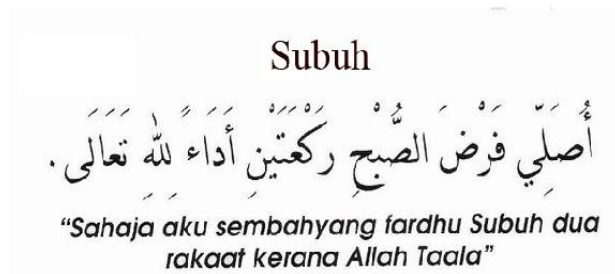 Subuh
أُصَلِّي فَرْضَ الصُّبْحِ رَكْعَتَيْنِ أَدَاءً لِلّٰهِ تَعَالَى.
“Sahaja aku sembahyang fardhu Subuh dua
rakaat kerana Allah Taala”